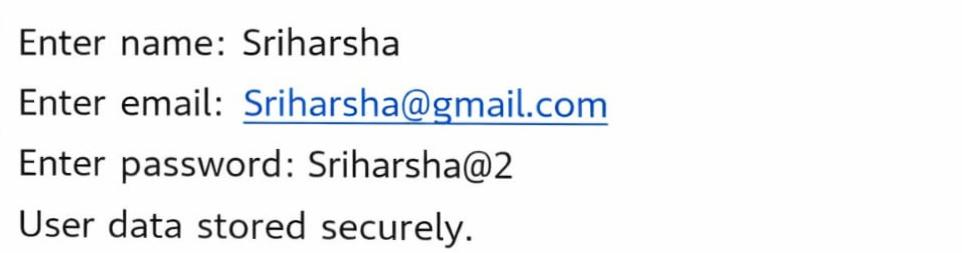 Enter name: Sriharsha
Enter email: Sriharsha@gmail.com
Enter password: Sriharsha@2
User data stored securely.